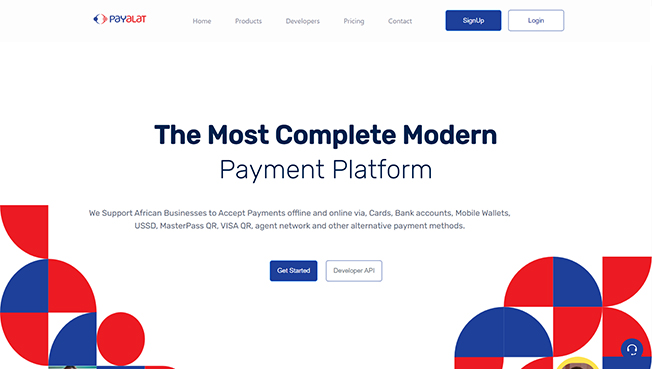 PAYALAT
Home Products Developers Pricing Contact SignUp Login
The Most Complete Modern
Payment Platform
We Support African Businesses to Accept Payments offline and online via, Cards, Bank accounts, Mobile Wallets,
USSD, MasterPass QR, VISA QR, agent network and other alternative payment methods.
Get Started Developer API